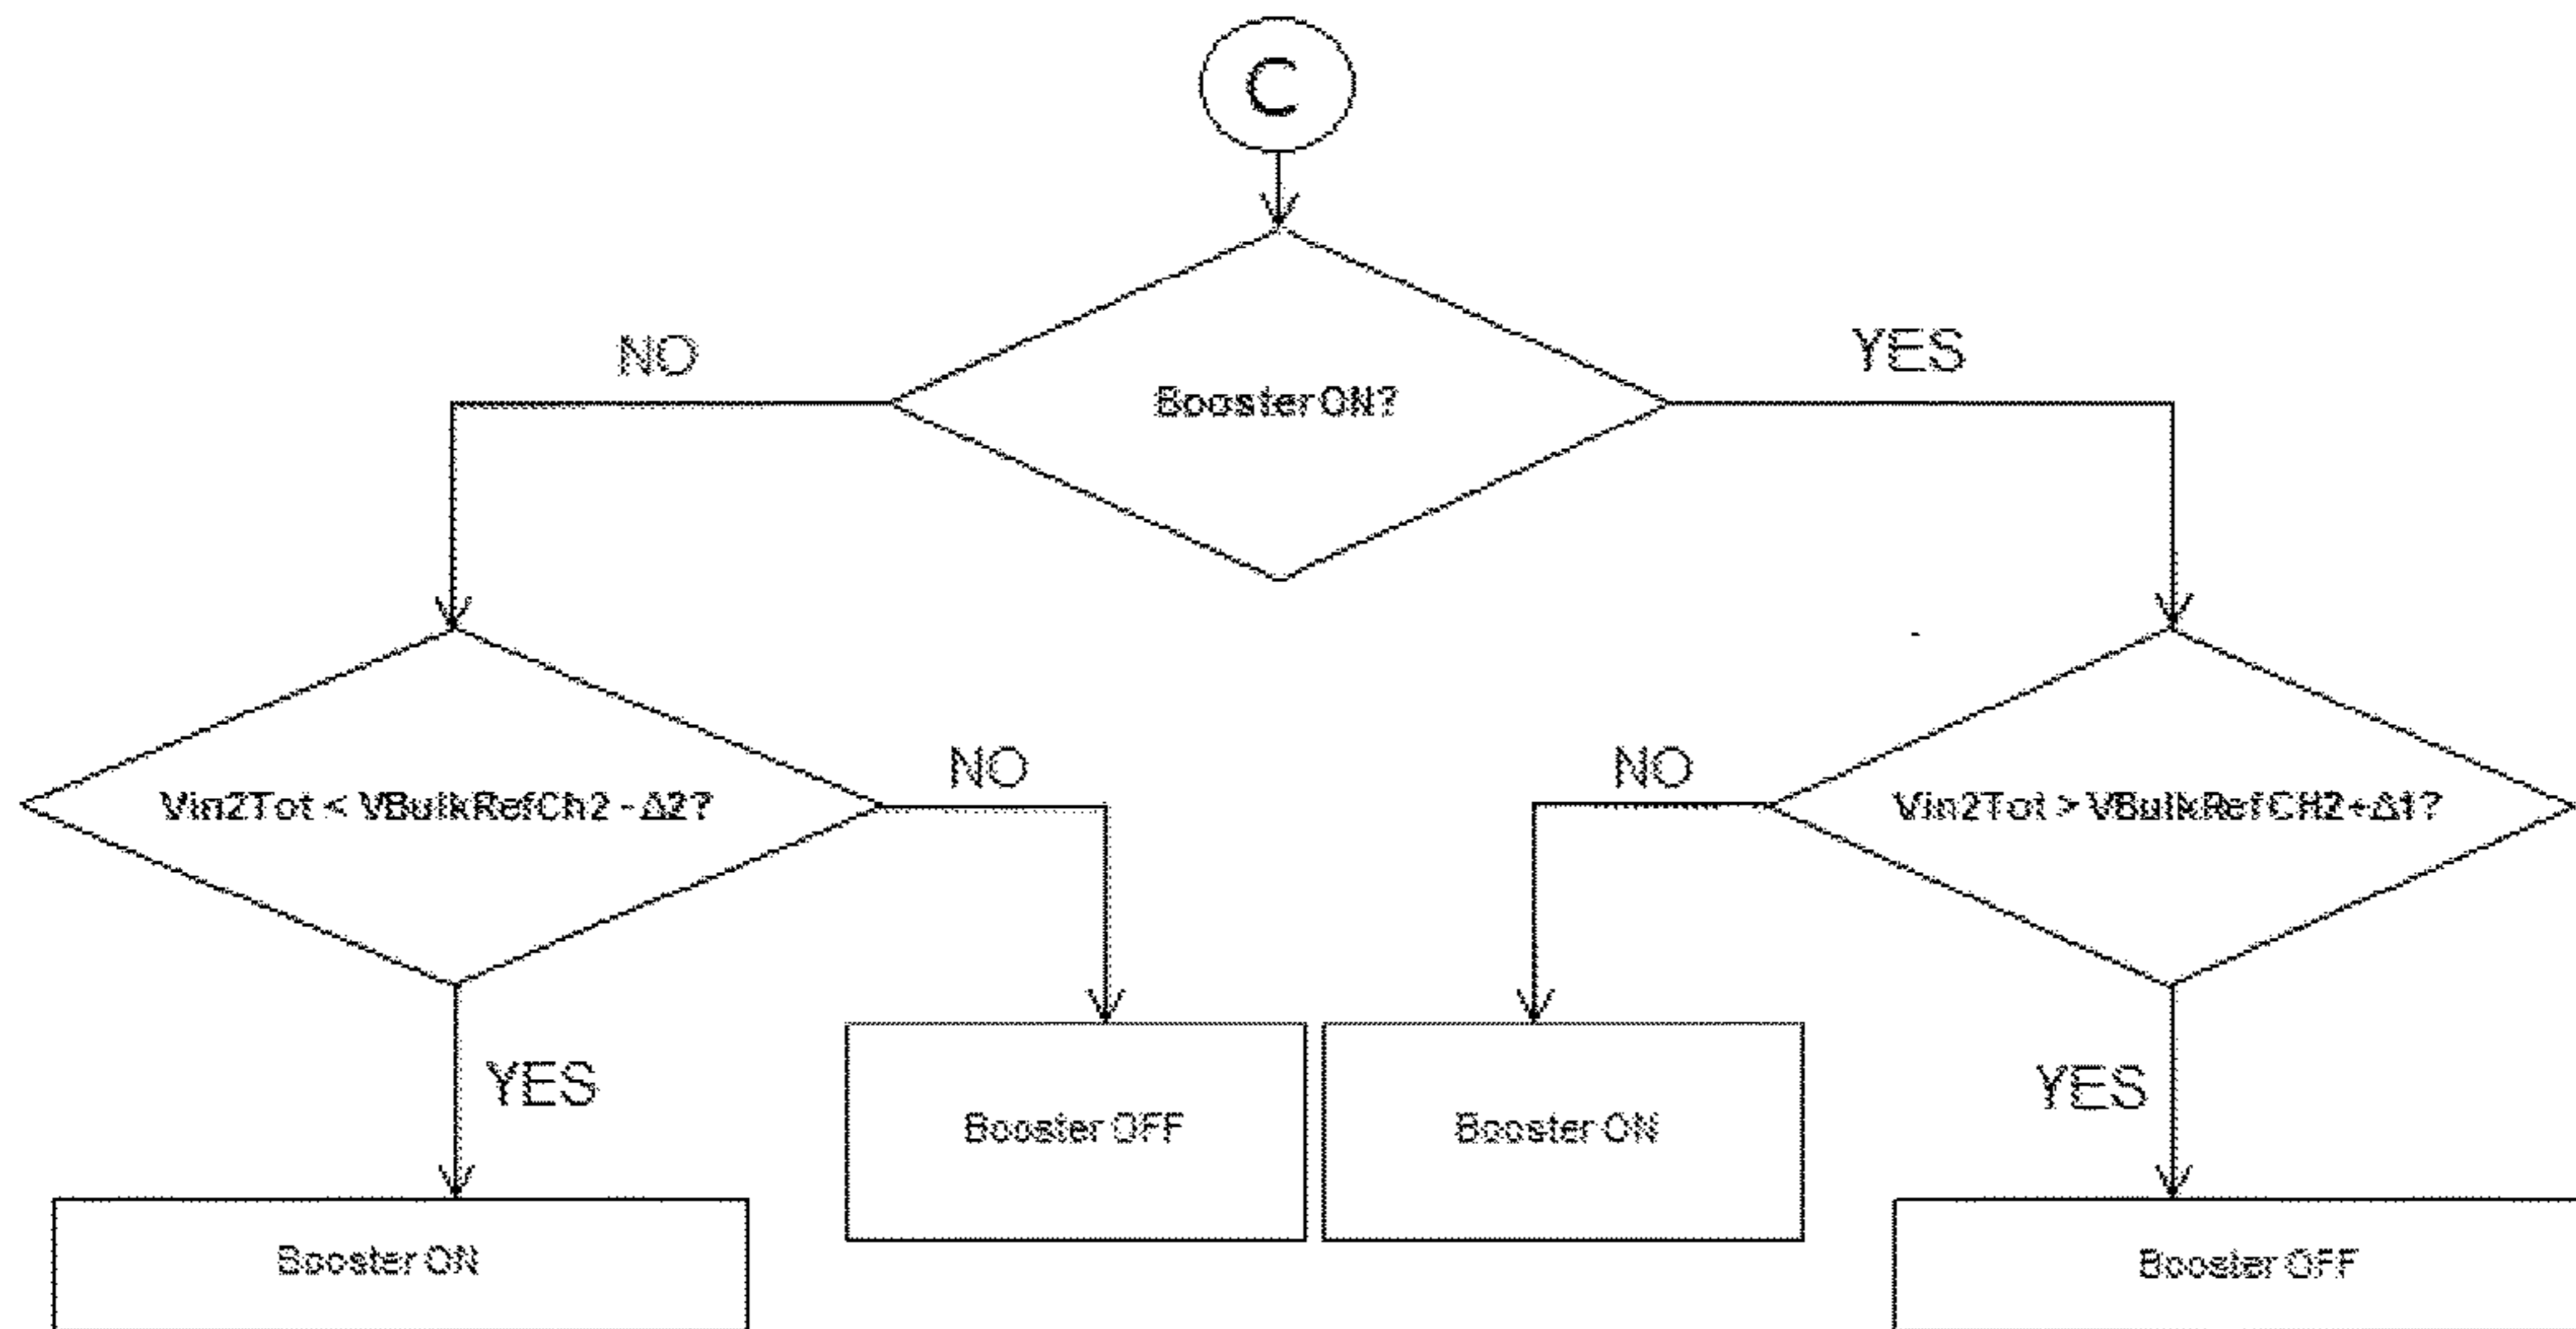 C
NO
YES
Booster ON?
Vin2Tot < VBulkRefCh2 - Δ2?
NO
NO
Vin2Tot > VBulkRefCH2 + Δ1?
YES
Booster OFF
Booster ON
YES
Booster ON
Booster OFF